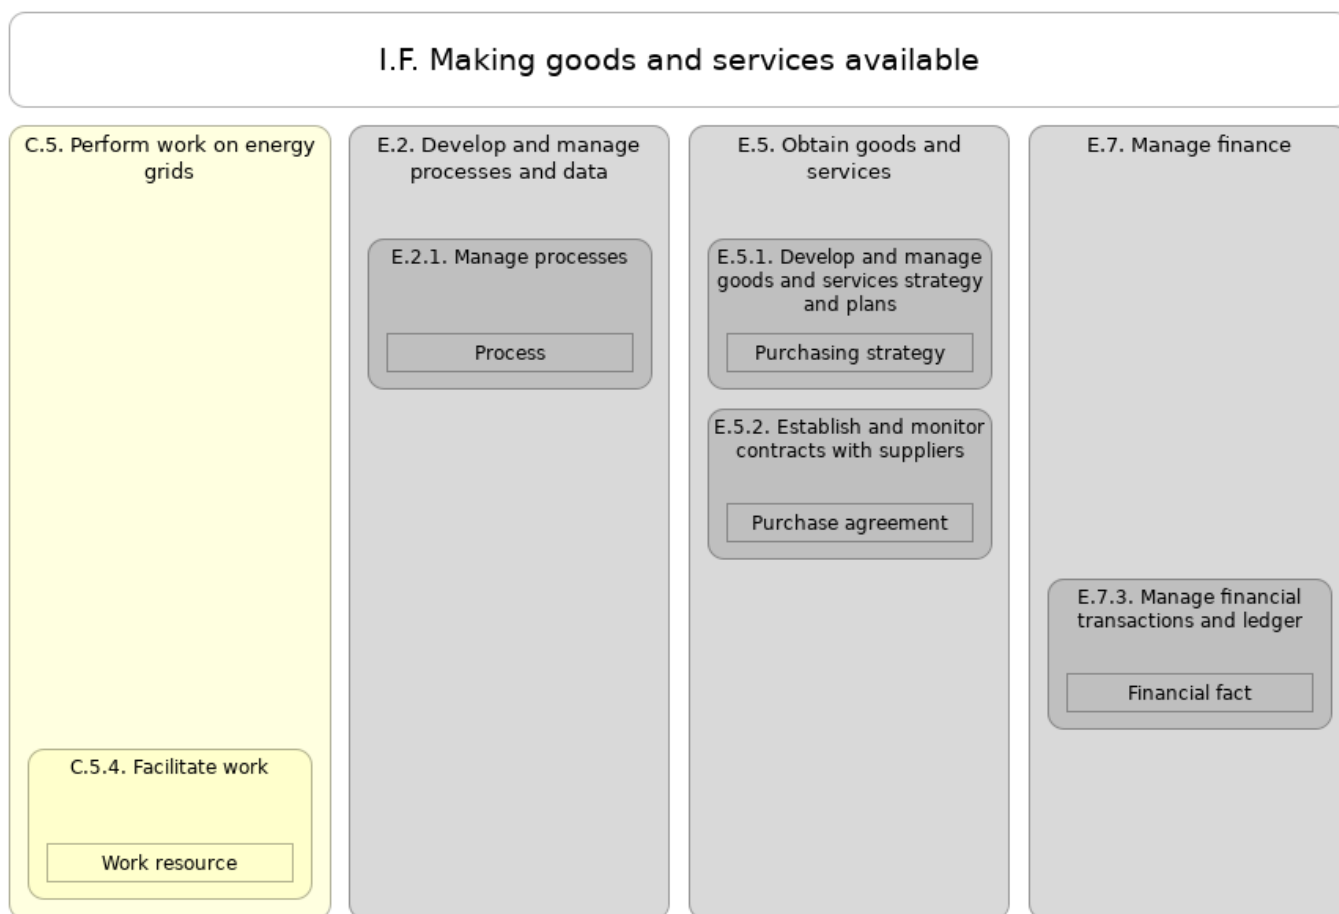 I.F. Making goods and services available
C.5. Perform work on energy
grids
C.5.4. Facilitate work
Work resource
E.2. Develop and manage
processes and data
E.2.1. Manage processes
Process
E.5. Obtain goods and
services
E.5.1. Develop and manage
goods and services strategy
and plans
Purchasing strategy
E.5.2. Establish and monitor
contracts with suppliers
Purchase agreement
E.7. Manage finance
E.7.3. Manage financial
transactions and ledger
Financial fact